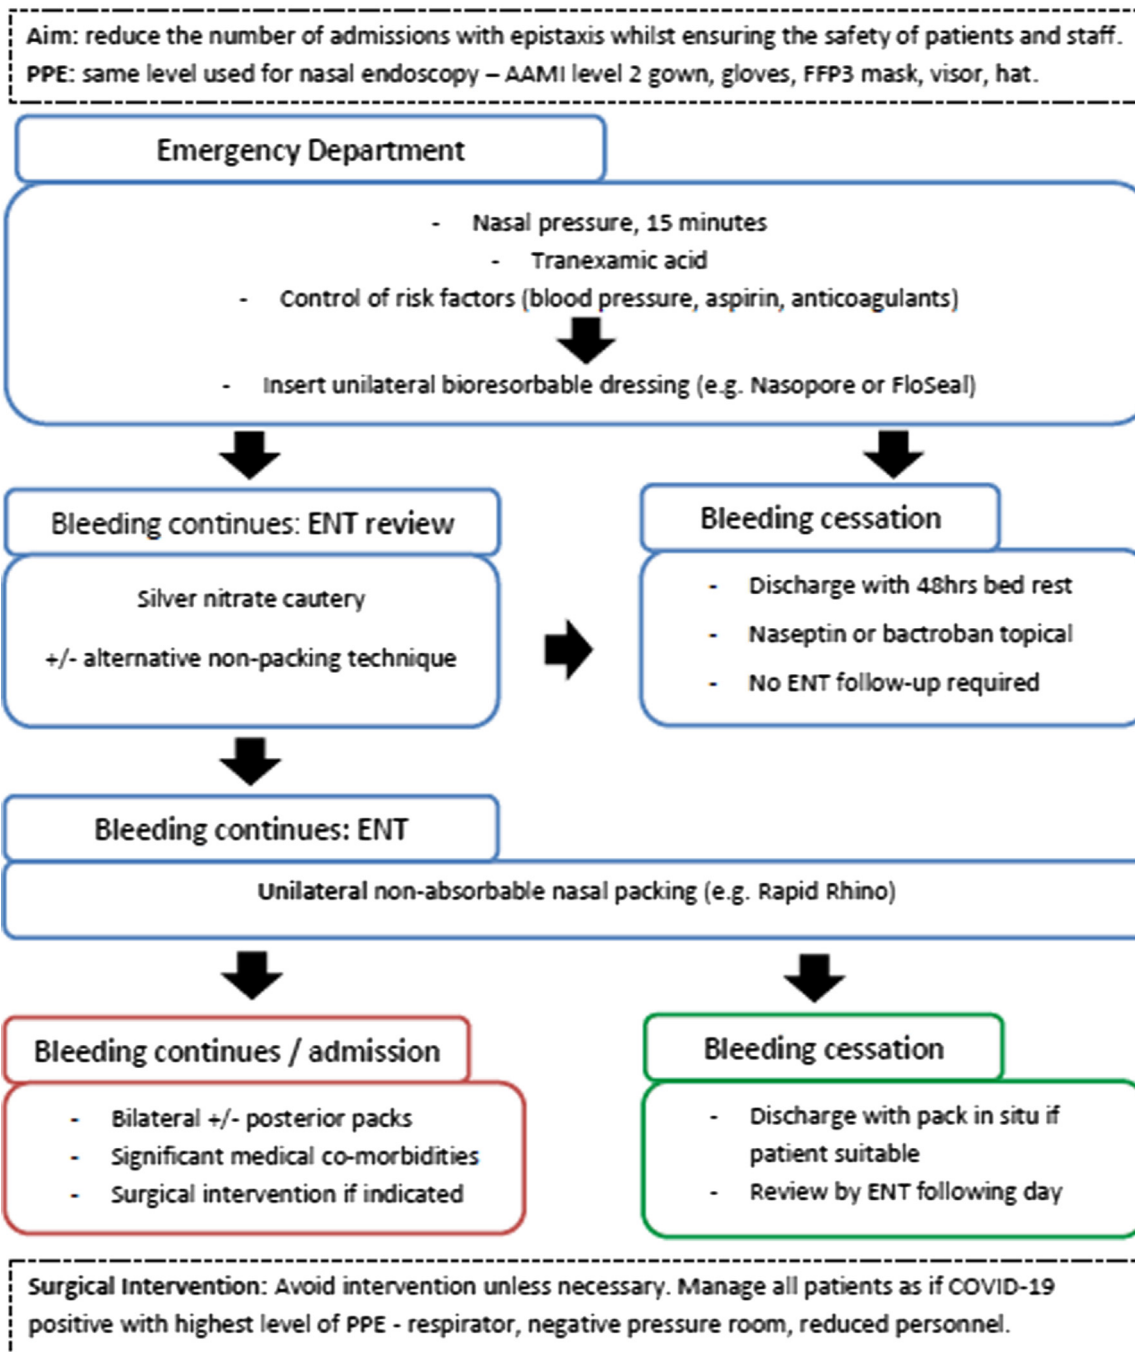 Aim: reduce the number of admissions with epistaxis whilst ensuring the safety of patients and staff.
PPE: same level used for nasal endoscopy – AAMI level 2 gown, gloves, FFP3 mask, visor, hat.
Emergency Department
- Nasal pressure, 15 minutes
- Tranexamic acid
- Control of risk factors (blood pressure, aspirin, anticoagulants)
- Insert unilateral bioresorbable dressing (e.g. Nasopore or FloSeal)
Bleeding continues: ENT review
Silver nitrate cautery
+/- alternative non-packing technique
Bleeding cessation
- Discharge with 48hrs bed rest
- Naseptin or bactroban topical
- No ENT follow-up required
Bleeding continues: ENT
Unilateral non-absorbable nasal packing (e.g. Rapid Rhino)
Bleeding continues / admission
- Bilateral +/- posterior packs
- Significant medical co-morbidities
- Surgical intervention if indicated
Bleeding cessation
- Discharge with pack in situ if
patient suitable
- Review by ENT following day
Surgical Intervention: Avoid intervention unless necessary. Manage all patients as if COVID-19
positive with highest level of PPE - respirator, negative pressure room, reduced personnel.